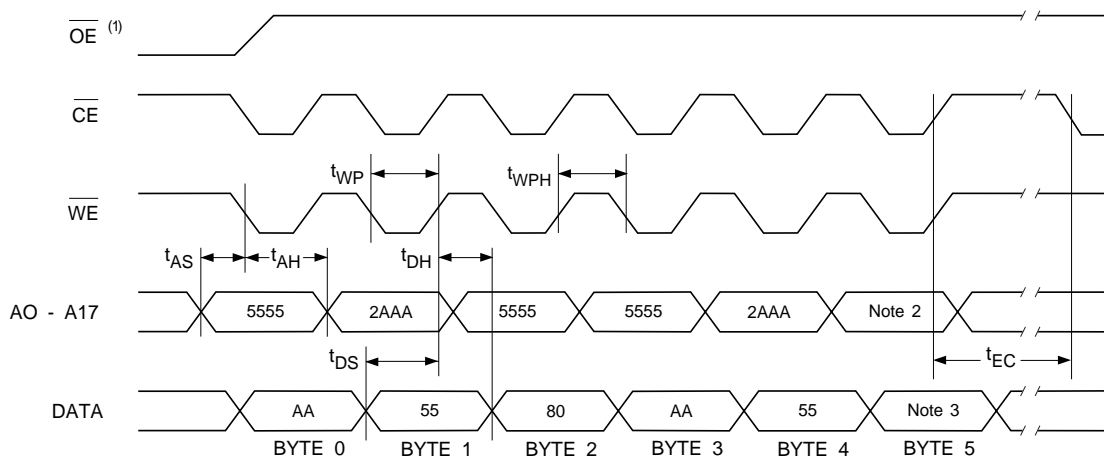 OE (1)
CE
tWP
tWPH
WE
tAS
tAH
tDH
AO - A17
5555
2AAA
5555
5555
2AAA
Note 2
tDS
tEC
DATA
AA
55
80
AA
55
Note 3
BYTE 0
BYTE 1
BYTE 2
BYTE 3
BYTE 4
BYTE 5